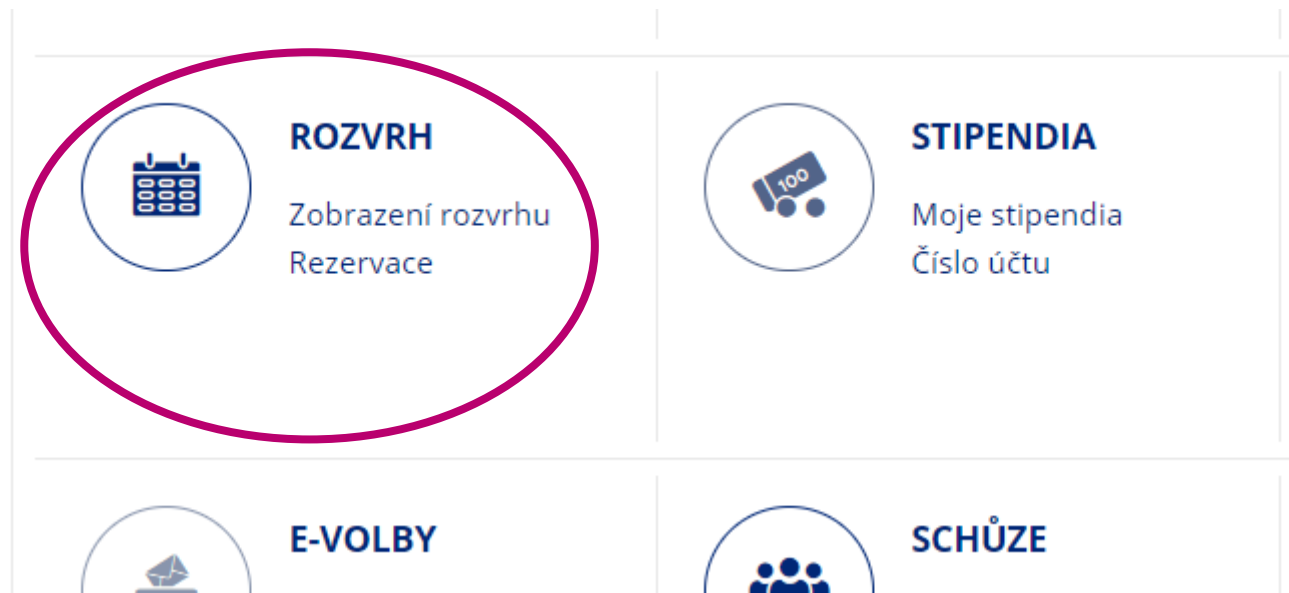 ROZVRH
Zobrazení rozvrhu
Rezervace
STIPENDIA
100
Moje stipendia
Číslo účtu
E-VOLBY
SCHŮZE